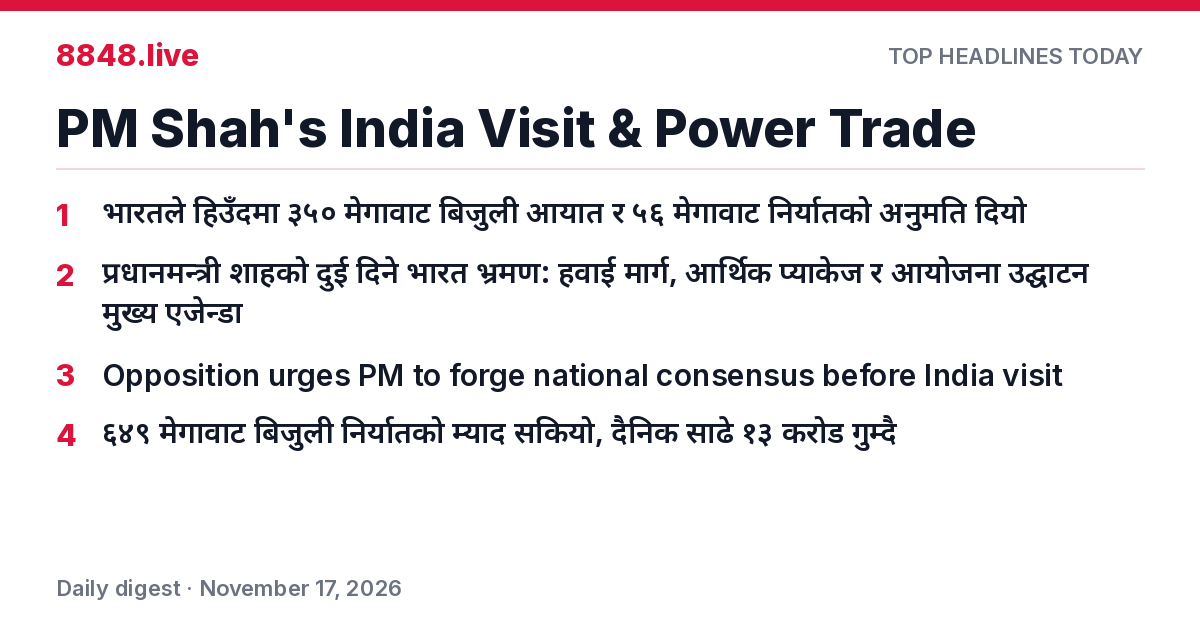 8848.live
TOP HEADLINES TODAY
PM Shah's India Visit & Power Trade
1 भारतले हिउँदमा ३५० मेगावाट बिजुली आयात र ५६ मेगावाट निर्यातको अनुमति दियो
2 प्रधानमन्त्री शाहको दुई दिने भारत भ्रमण: हवाई मार्ग, आर्थिक प्याकेज र आयोजना उद्घाटन
मुख्य एजेन्डा
3 Opposition urges PM to forge national consensus before India visit
4 ६४९ मेगावाट बिजुली निर्यातको म्याद सकियो, दैनिक साढे १३ करोड गुम्दै
Daily digest · November 17, 2026